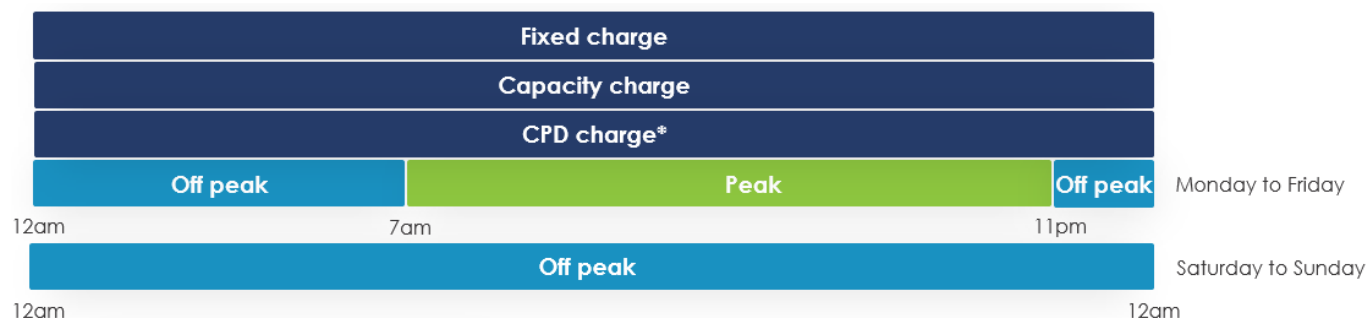 Fixed charge
Capacity charge
CPD charge*
Off peak Peak Off peak Monday to Friday
12am 7am 11pm
Off peak Saturday to Sunday
12am 12am